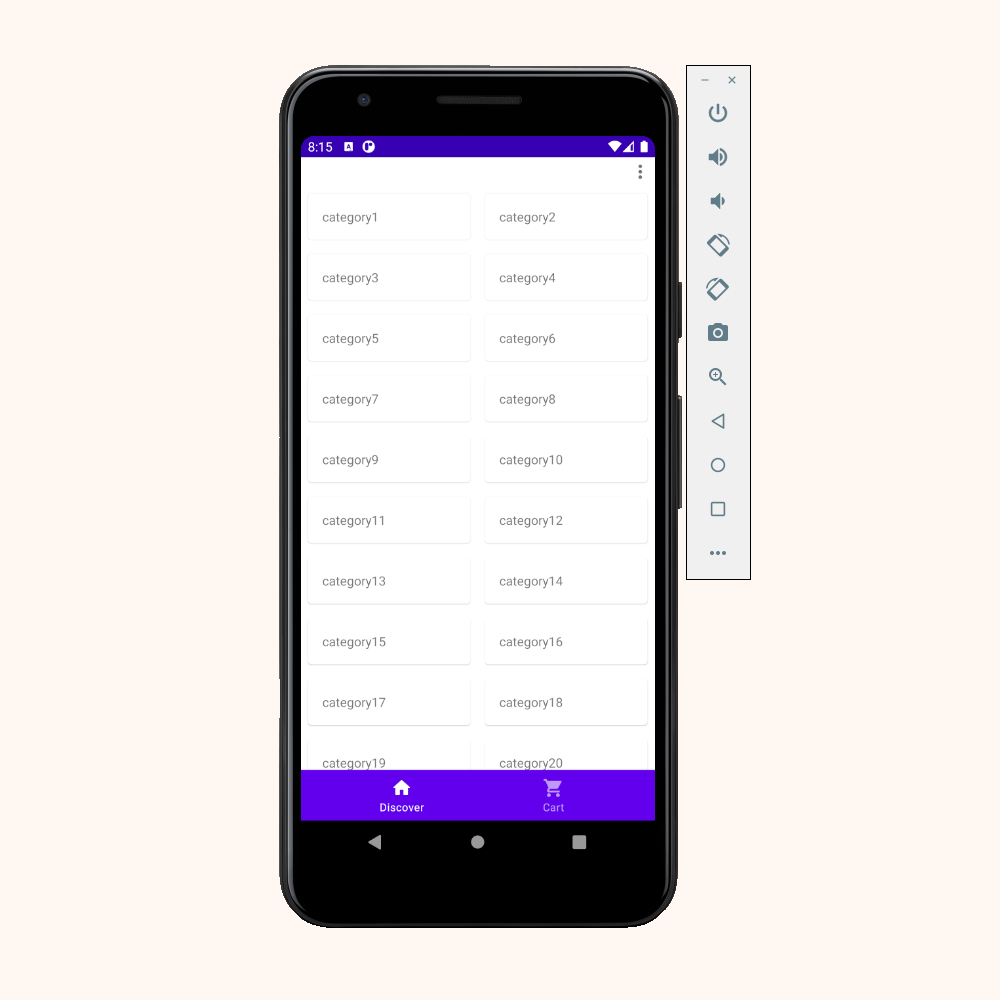 8:15
category1 category2
category3 category4
category5 category6
category7 category8
category9 category10
category11 category12
category13 category14
category15 category16
category17 category18
category19 category20
Discover Cart